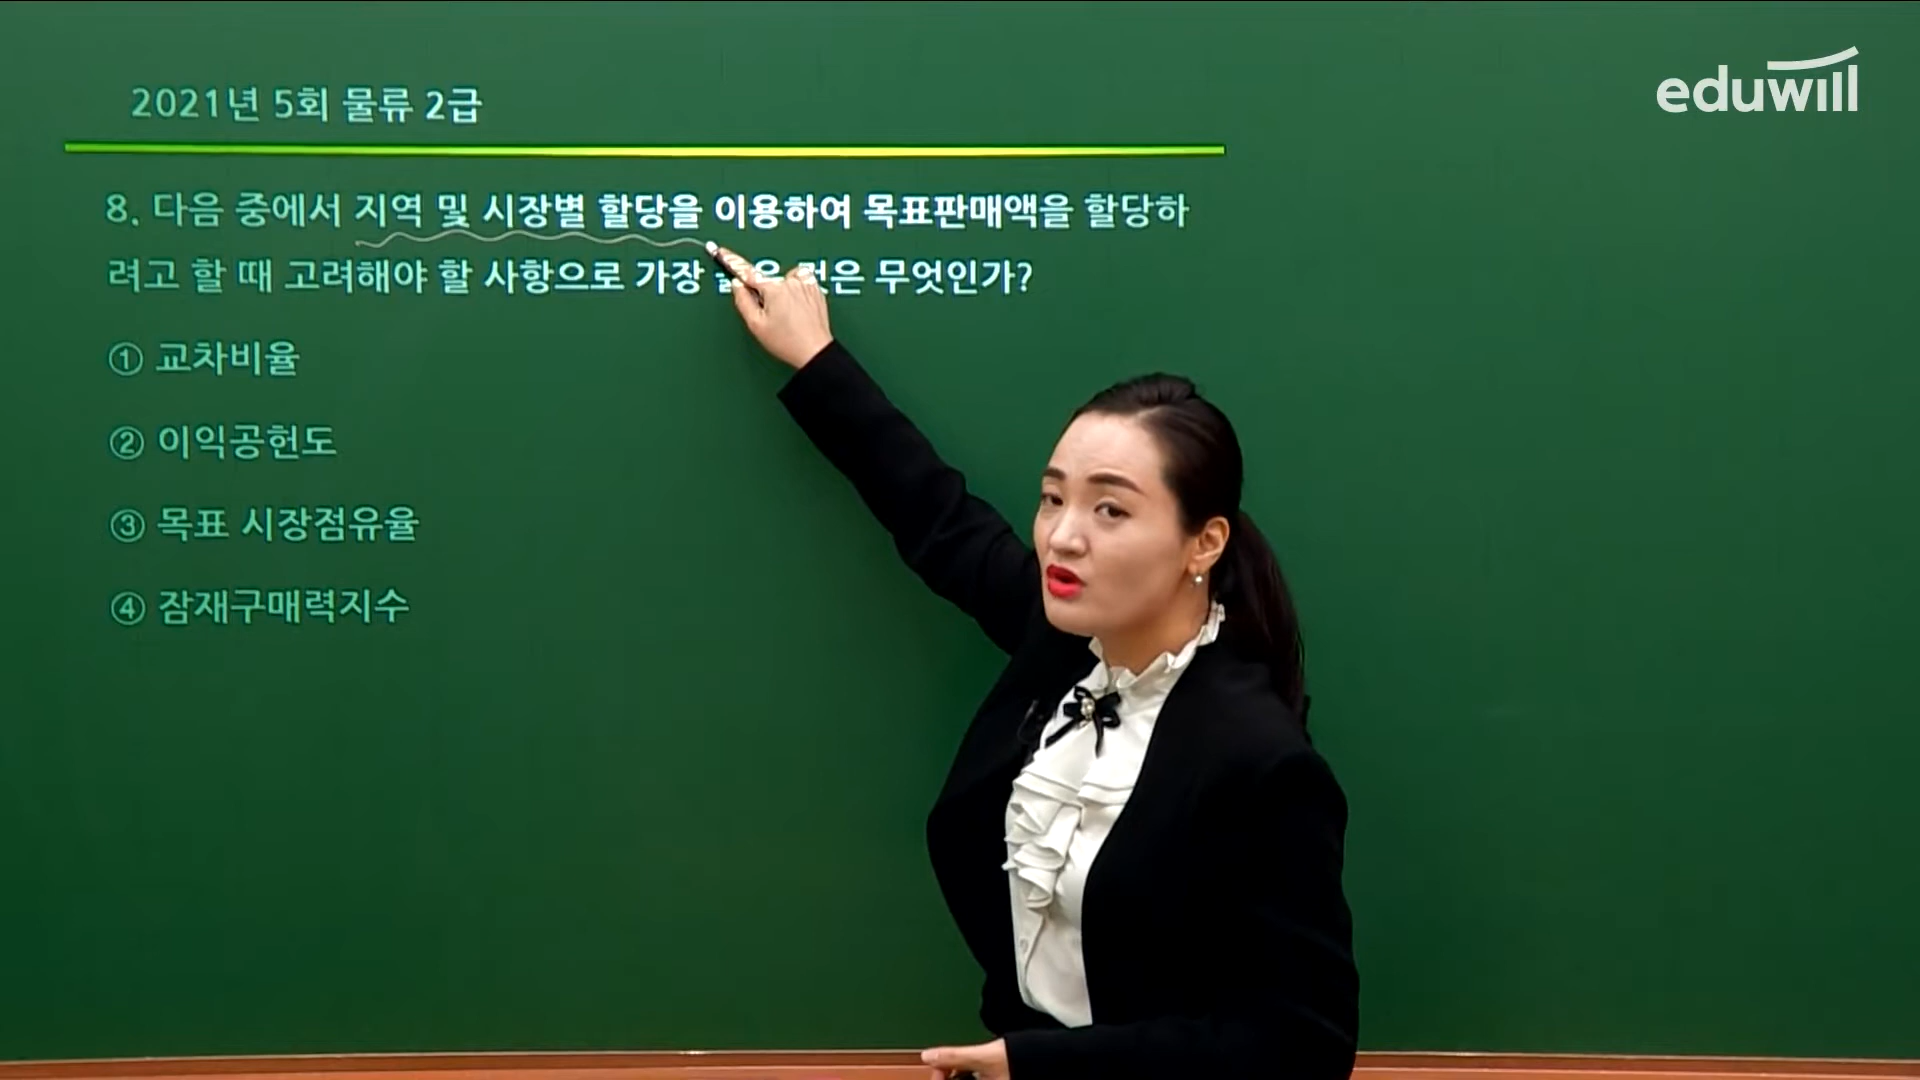 eduwill
2021년 5회 물류 2급
8. 다음 중에서 지역 및 시장별 할당을 이용하여 목표판매액을 할당하
려고 할 때 고려해야 할 사항으로 가장 무엇인가?
① 교차비율
② 이익공헌도
③ 목표 시장점유율
④ 잠재구매력지수